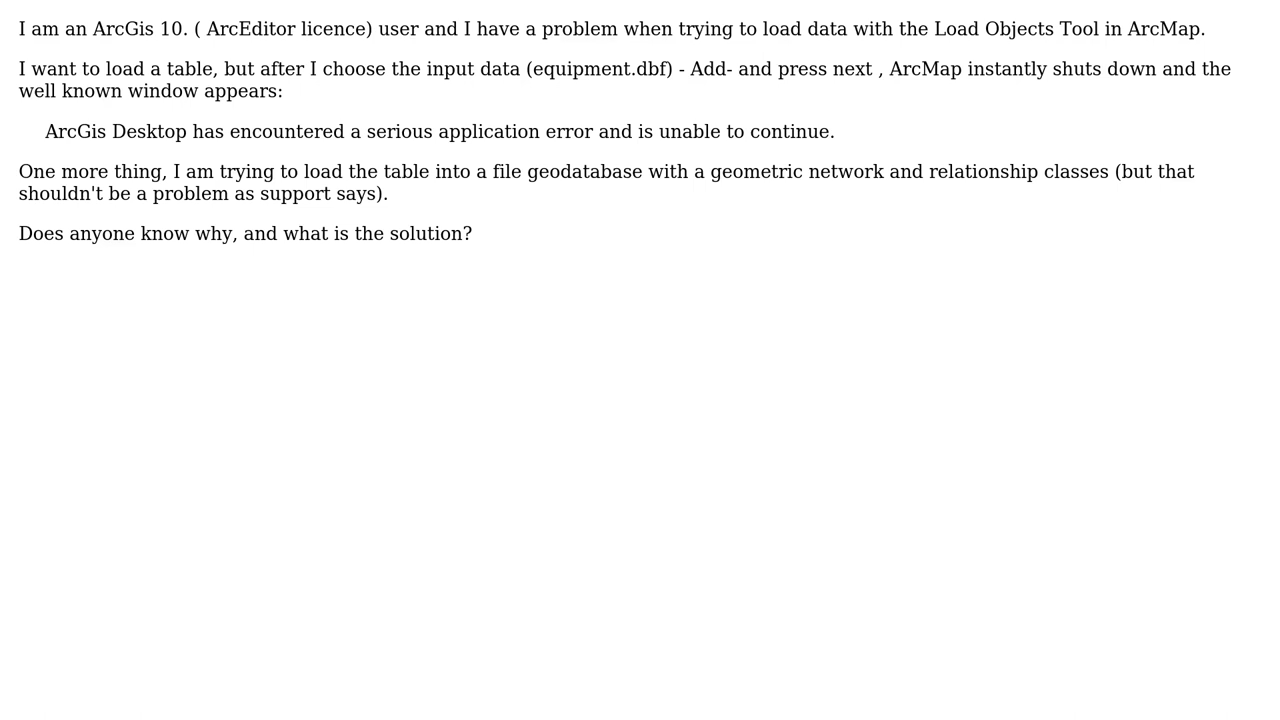 I am an ArcGis 10. ( ArcEditor licence) user and I have a problem when trying to load data with the Load Objects Tool in ArcMap.
I want to load a table, but after I choose the input data (equipment.dbf) - Add- and press next , ArcMap instantly shuts down and the
well known window appears:
ArcGis Desktop has encountered a serious application error and is unable to continue.
One more thing, I am trying to load the table into a file geodatabase with a geometric network and relationship classes (but that
shouldn't be a problem as support says).
Does anyone know why, and what is the solution?